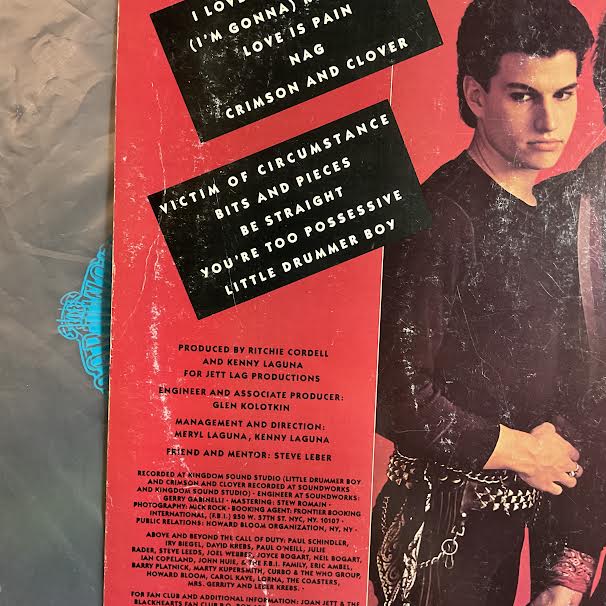 I LOVE
(I'M GONNA)
LOVE IS PAIN
NAG
CRIMSON AND CLOVER
VICTIM OF CIRCUMSTANCE
BITS AND PIECES
BE STRAIGHT
YOU'RE TOO POSSESSIVE
LITTLE DRUMMER BOY
PRODUCED BY RITCHIE CORDELL
AND KENNY LAGUNA
FOR JETT LAG PRODUCTIONS
ENGINEER AND ASSOCIATE PRODUCER:
GLEN KOLOTKIN
MANAGEMENT AND DIRECTION:
MERYL LAGUNA, KENNY LAGUNA
FRIEND AND MENTOR: STEVE LEBER
RECORDED AT KINGDOM SOUND STUDIO (LITTLE DRUMMER BOY
AND CRIMSON AND CLOVER RECORDED AT SOUNDWORKS
AND KINGDOM SOUND STUDIO) · ENGINEER AT SOUNDWORKS:
GERRY GABINELLI · MASTERING: STEW ROMAIN ·
PHOTOGRAPHY: MICK ROCK · BOOKING AGENT: FRONTIER BOOKING
INTERNATIONAL, (F.B.I.) 250 W. 57TH ST. NYC, NY. 10107 ·
PUBLIC RELATIONS: HOWARD BLOOM ORGANIZATION, NY, NY ·
ABOVE AND BEYOND THE CALL OF DUTY: PAUL SCHINDLER,
IRV BIEGEL, DAVID KREBS, PAUL O'NEILL, JULIE
RADER, STEVE LEEDS, JOEL WEBBER, JOYCE BOGART, NEIL BOGART,
IAN COPELAND, JOHN HUIE, & THE F.B.I. FAMILY, ERIC AMBEL,
BARRY PLATNICK, MARTY KUPERSMITH, CURBO & THE WHO GROUP,
HOWARD BLOOM, CAROL KAYE, LORNA, THE COASTERS,
MRS. GERRITY AND LEBER KREBS. ·
FOR FAN CLUB AND ADDITIONAL INFORMATION: JOAN JETT & THE
BLACKHEARTS FAN CLUB P.O. BOX